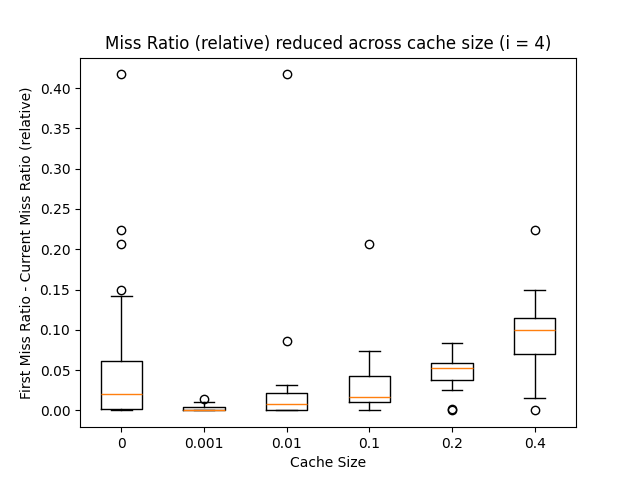 Miss Ratio (relative) reduced across cache size (i = 4)
First Miss Ratio - Current Miss Ratio (relative)
0.40
0.35
0.30
0.25
0.20
0.15
0.10
0.05
0.00
0 0.001 0.01 0.1 0.2 0.4
Cache Size